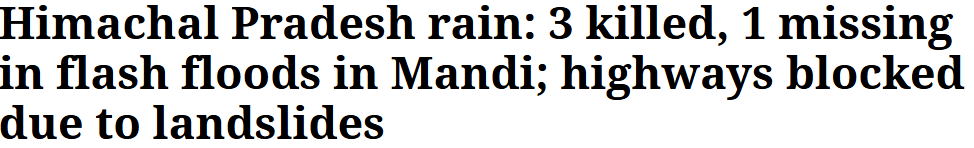 Himachal Pradesh rain: 3 killed, 1 missing
in flash floods in Mandi; highways blocked
due to landslides